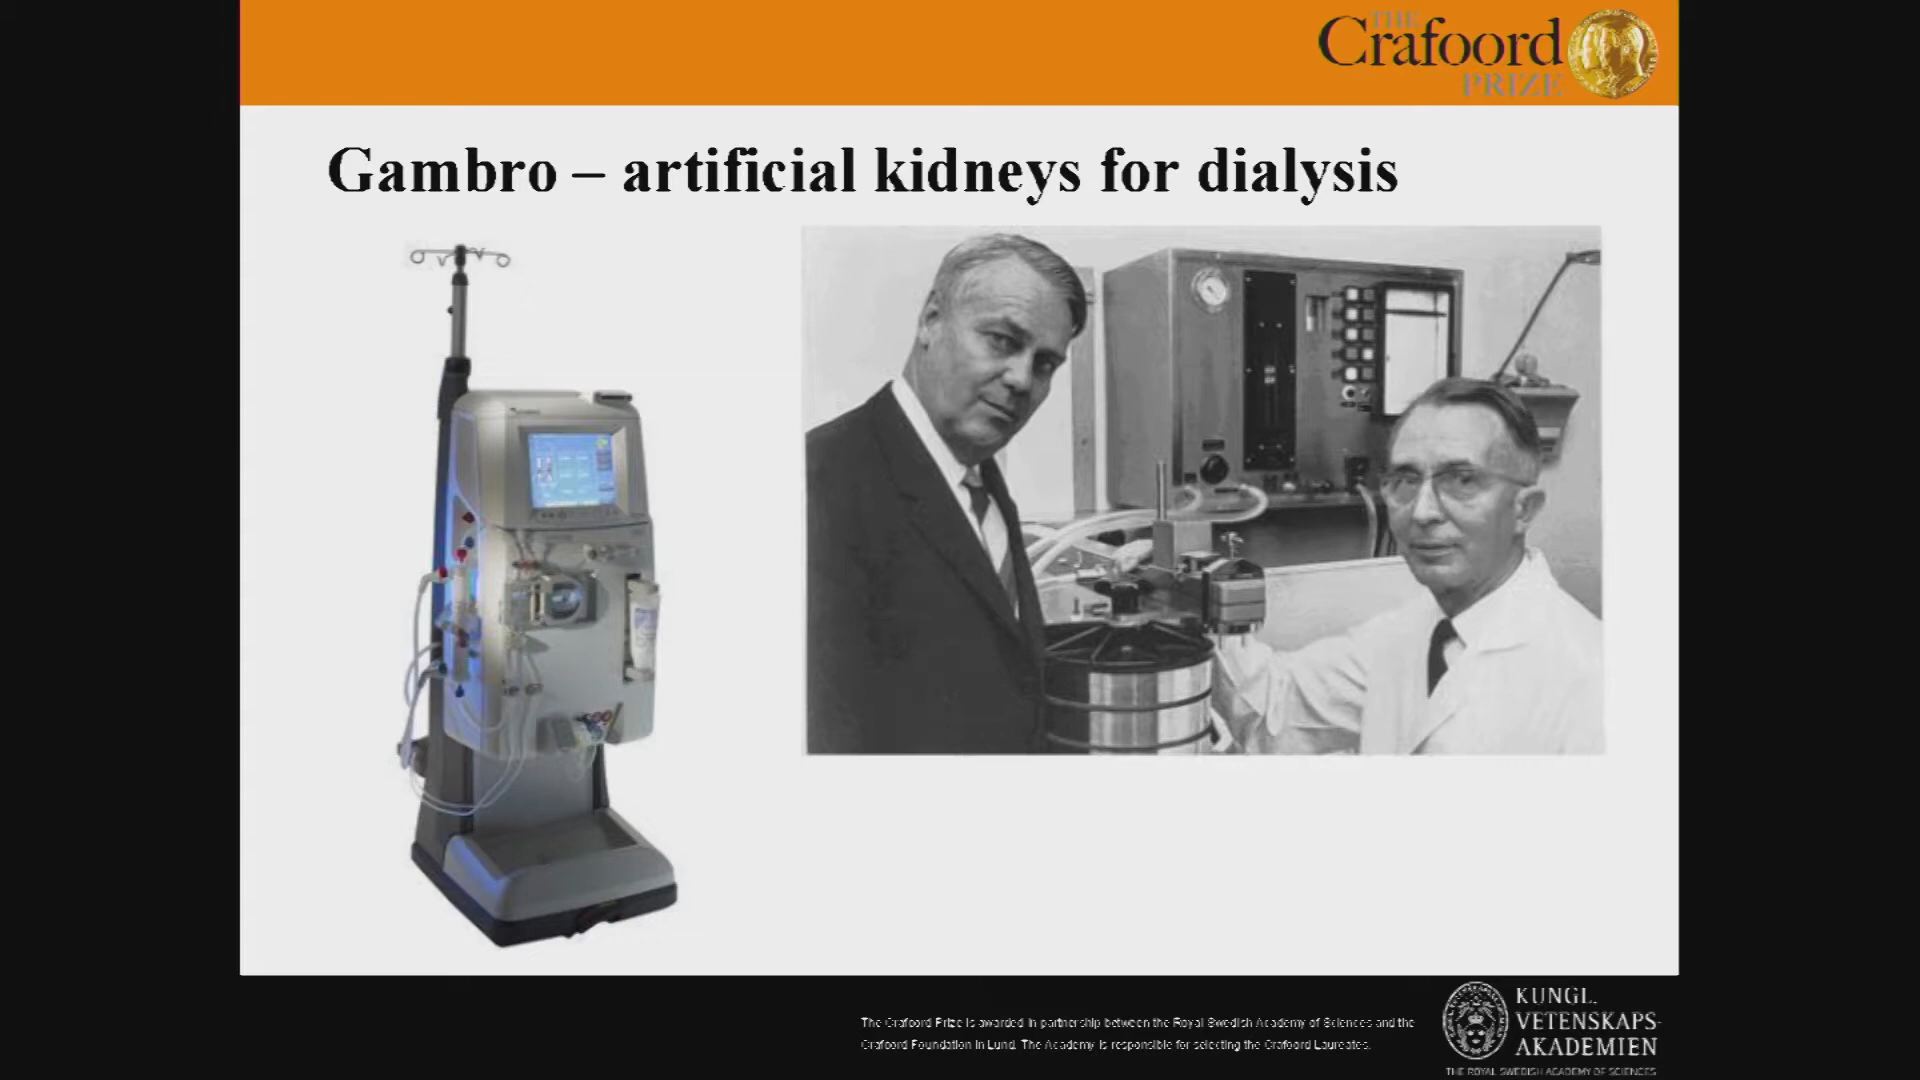 THE
Crafoord
PRIZE
Gambro – artificial kidneys for dialysis
The Crafoord Prize is awarded in partnership between the Royal Swedish Academy of Sciences and the
Crafoord Foundation in Lund. The Academy is responsible for selecting the Crafoord Laureates.
KUNGL.
VETENSKAPS-
AKADEMIEN
THE ROYAL SWEDISH ACADEMY OF SCIENCES